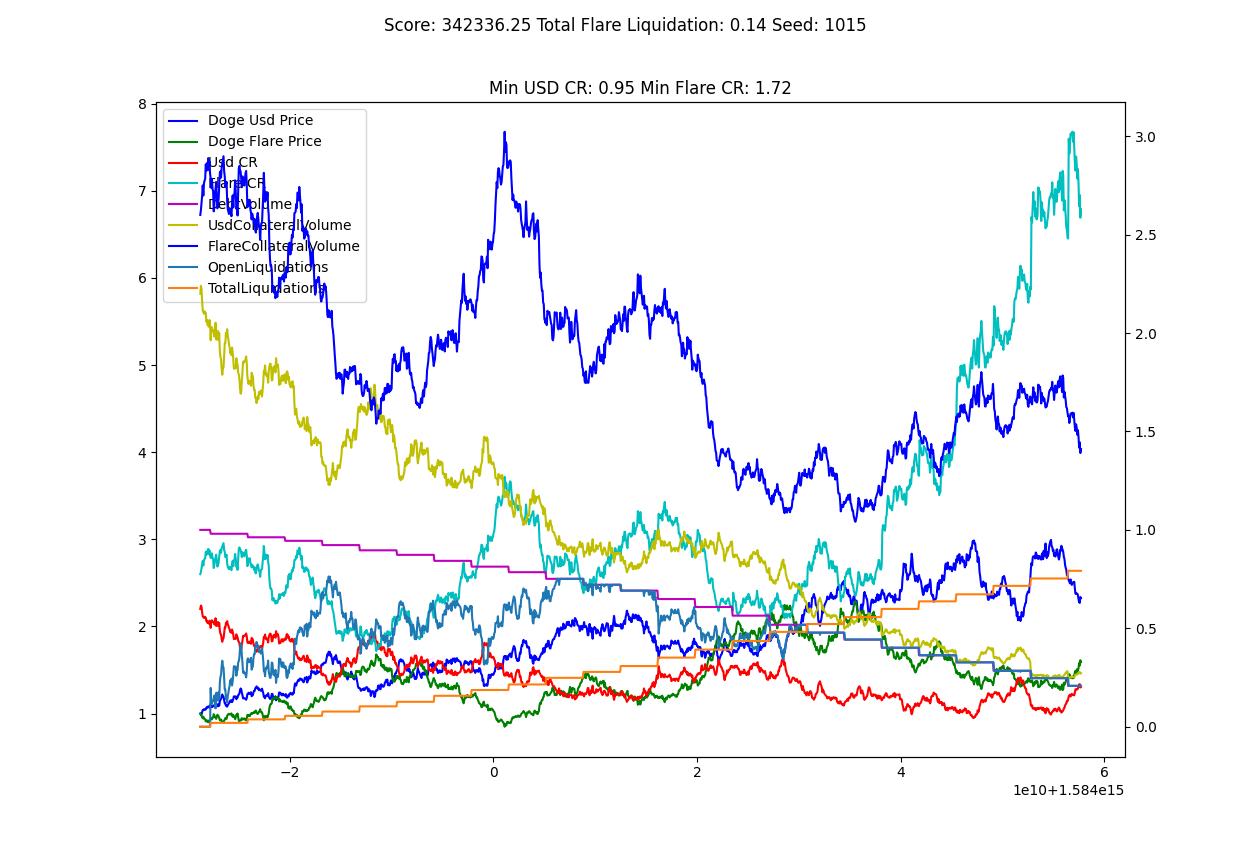 Score: 342336.25 Total Flare Liquidation: 0.14 Seed: 1015
Min USD CR: 0.95 Min Flare CR: 1.72
8
7
6
5
4
3
2
1
Doge Usd Price
Doge Flare Price
Usd CR
Flare CR
DebtVolume
UsdCollateralVolume
FlareCollateralVolume
OpenLiquidations
TotalLiquidations
3.0
2.5
2.0
1.5
1.0
0.5
0.0
−2 0 2 4 6
1e10+1.584e15